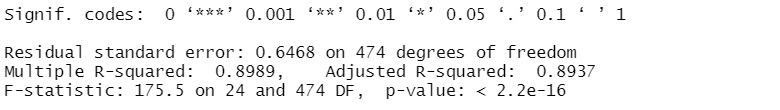 Signif. codes:  0 ‘***’ 0.001 ‘**’ 0.01 ‘*’ 0.05 ‘.’ 0.1 ‘ ’ 1
Residual standard error: 0.6468 on 474 degrees of freedom
Multiple R-squared:  0.8989,    Adjusted R-squared:  0.8937
F-statistic: 175.5 on 24 and 474 DF,  p-value: < 2.2e-16